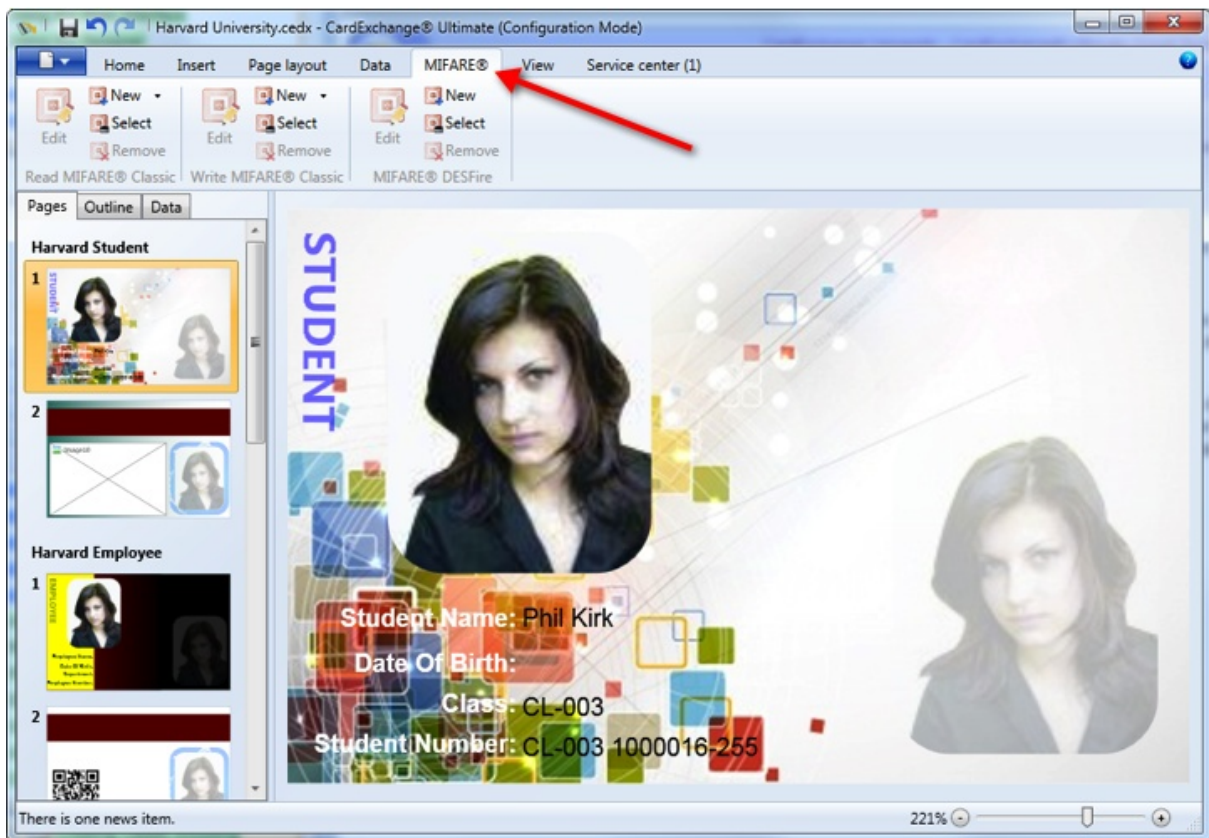 Harvard University.cedx - CardExchange® Ultimate (Configuration Mode)
Home Insert Page layout Data MIFARE® View Service center (1)
Edit New Select Remove
Read MIFARE® Classic
Edit New Select Remove
Write MIFARE® Classic
Edit New Select Remove
MIFARE® DESFire
Pages Outline Data
Harvard Student
1
STUDENT
2
Harvard Employee
1
EMPLOYEE
2
STUDENT
Student Name: Phil Kirk
Date Of Birth:
Class: CL-003
Student Number: CL-003 1000016-255
There is one news item.
221%